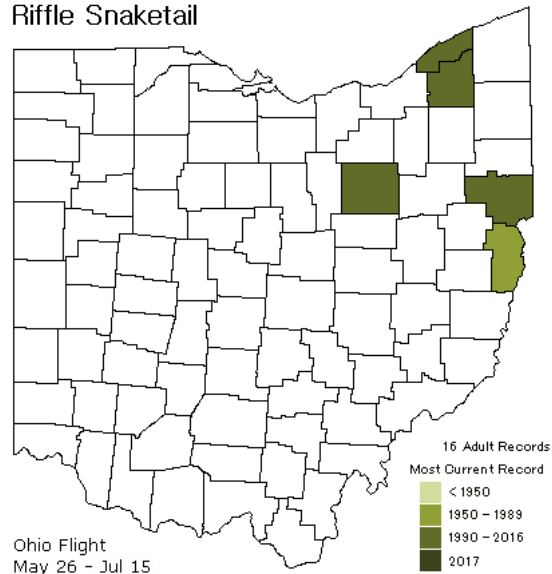 Riffle Snaketail
16 Adult Records
Most Current Record
< 1950
1950 - 1989
1990 - 2016
2017
Ohio Flight
May 26 - Jul 15